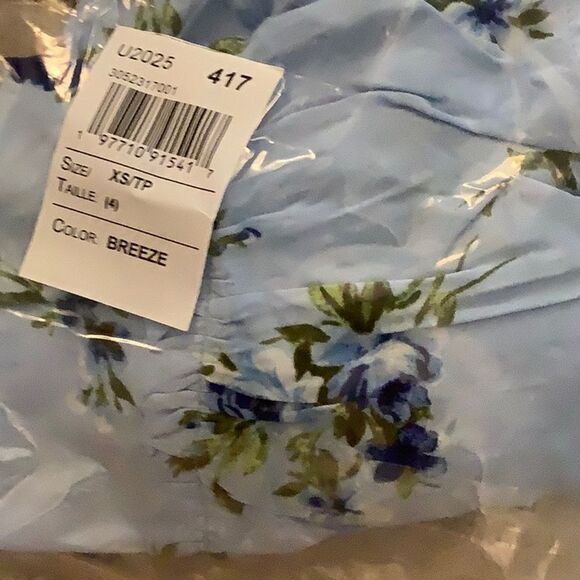 U2025 417
3052317001
1 97710 91541 7
SIZE/ XS/TP
TAILLE (4)
COLOR BREEZE